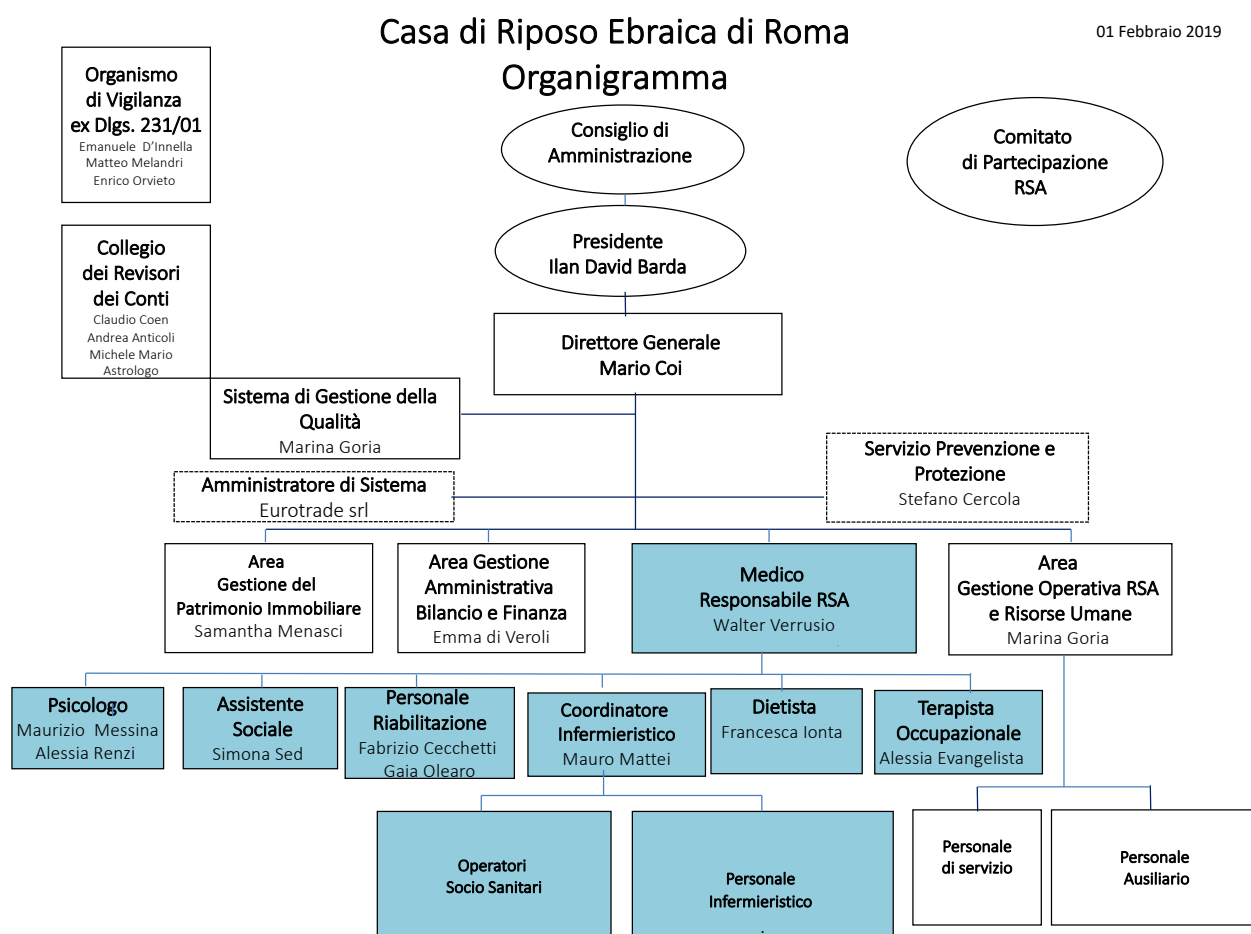 Casa di Riposo Ebraica di Roma
Organigramma
01 Febbraio 2019
Organismo
di Vigilanza
ex Dlgs. 231/01
Emanuele D'Innella
Matteo Melandri
Enrico Orvieto
Consiglio di
Amministrazione
Comitato
di Partecipazione
RSA
Collegio
dei Revisori
dei Conti
Claudio Coen
Andrea Anticoli
Michele Mario
Astrologo
Presidente
Ilan David Barda
Direttore Generale
Mario Coi
Sistema di Gestione della
Qualità
Marina Goria
Servizio Prevenzione e
Protezione
Stefano Cercola
Amministratore di Sistema
Eurotrade srl
Area
Gestione del
Patrimonio Immobiliare
Samantha Menasci
Area Gestione
Amministrativa
Bilancio e Finanza
Emma di Veroli
Medico
Responsabile RSA
Walter Verrusio
Area
Gestione Operativa RSA
e Risorse Umane
Marina Goria
Psicologo
Maurizio Messina
Alessia Renzi
Assistente
Sociale
Simona Sed
Personale
Riabilitazione
Fabrizio Cecchetti
Gaia Olearo
Coordinatore
Infermieristico
Mauro Mattei
Dietista
Francesca Ionta
Terapista
Occupazionale
Alessia Evangelista
Operatori
Socio Sanitari
Personale
Infermieristico
Personale
di servizio
Personale
Ausiliario